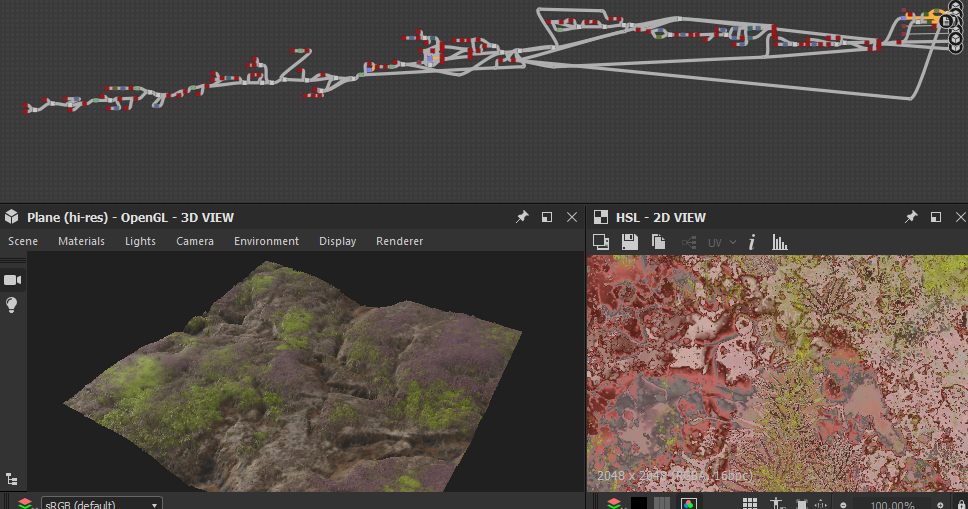 Plane (hi-res) - OpenGL - 3D VIEW
Scene Materials Lights Camera Environment Display Renderer
sRGB (default)
HSL - 2D VIEW
UV
2048 x 2048 (RGBA, 16bpc)
100.00%